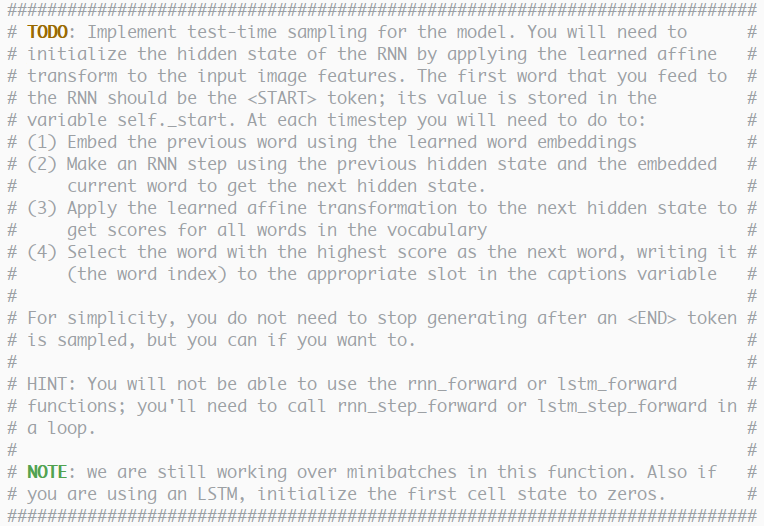 ###########################################################################
# TODO: Implement test-time sampling for the model. You will need to      #
# initialize the hidden state of the RNN by applying the learned affine   #
# transform to the input image features. The first word that you feed to  #
# the RNN should be the <START> token; its value is stored in the         #
# variable self._start. At each timestep you will need to do to:          #
# (1) Embed the previous word using the learned word embeddings           #
# (2) Make an RNN step using the previous hidden state and the embedded   #
#     current word to get the next hidden state.                          #
# (3) Apply the learned affine transformation to the next hidden state to #
#     get scores for all words in the vocabulary                          #
# (4) Select the word with the highest score as the next word, writing it #
#     (the word index) to the appropriate slot in the captions variable   #
#                                                                         #
# For simplicity, you do not need to stop generating after an <END> token #
# is sampled, but you can if you want to.                                 #
#                                                                         #
# HINT: You will not be able to use the rnn_forward or lstm_forward       #
# functions; you'll need to call rnn_step_forward or lstm_step_forward in #
# a loop.                                                                 #
#                                                                         #
# NOTE: we are still working over minibatches in this function. Also if   #
# you are using an LSTM, initialize the first cell state to zeros.        #
###########################################################################